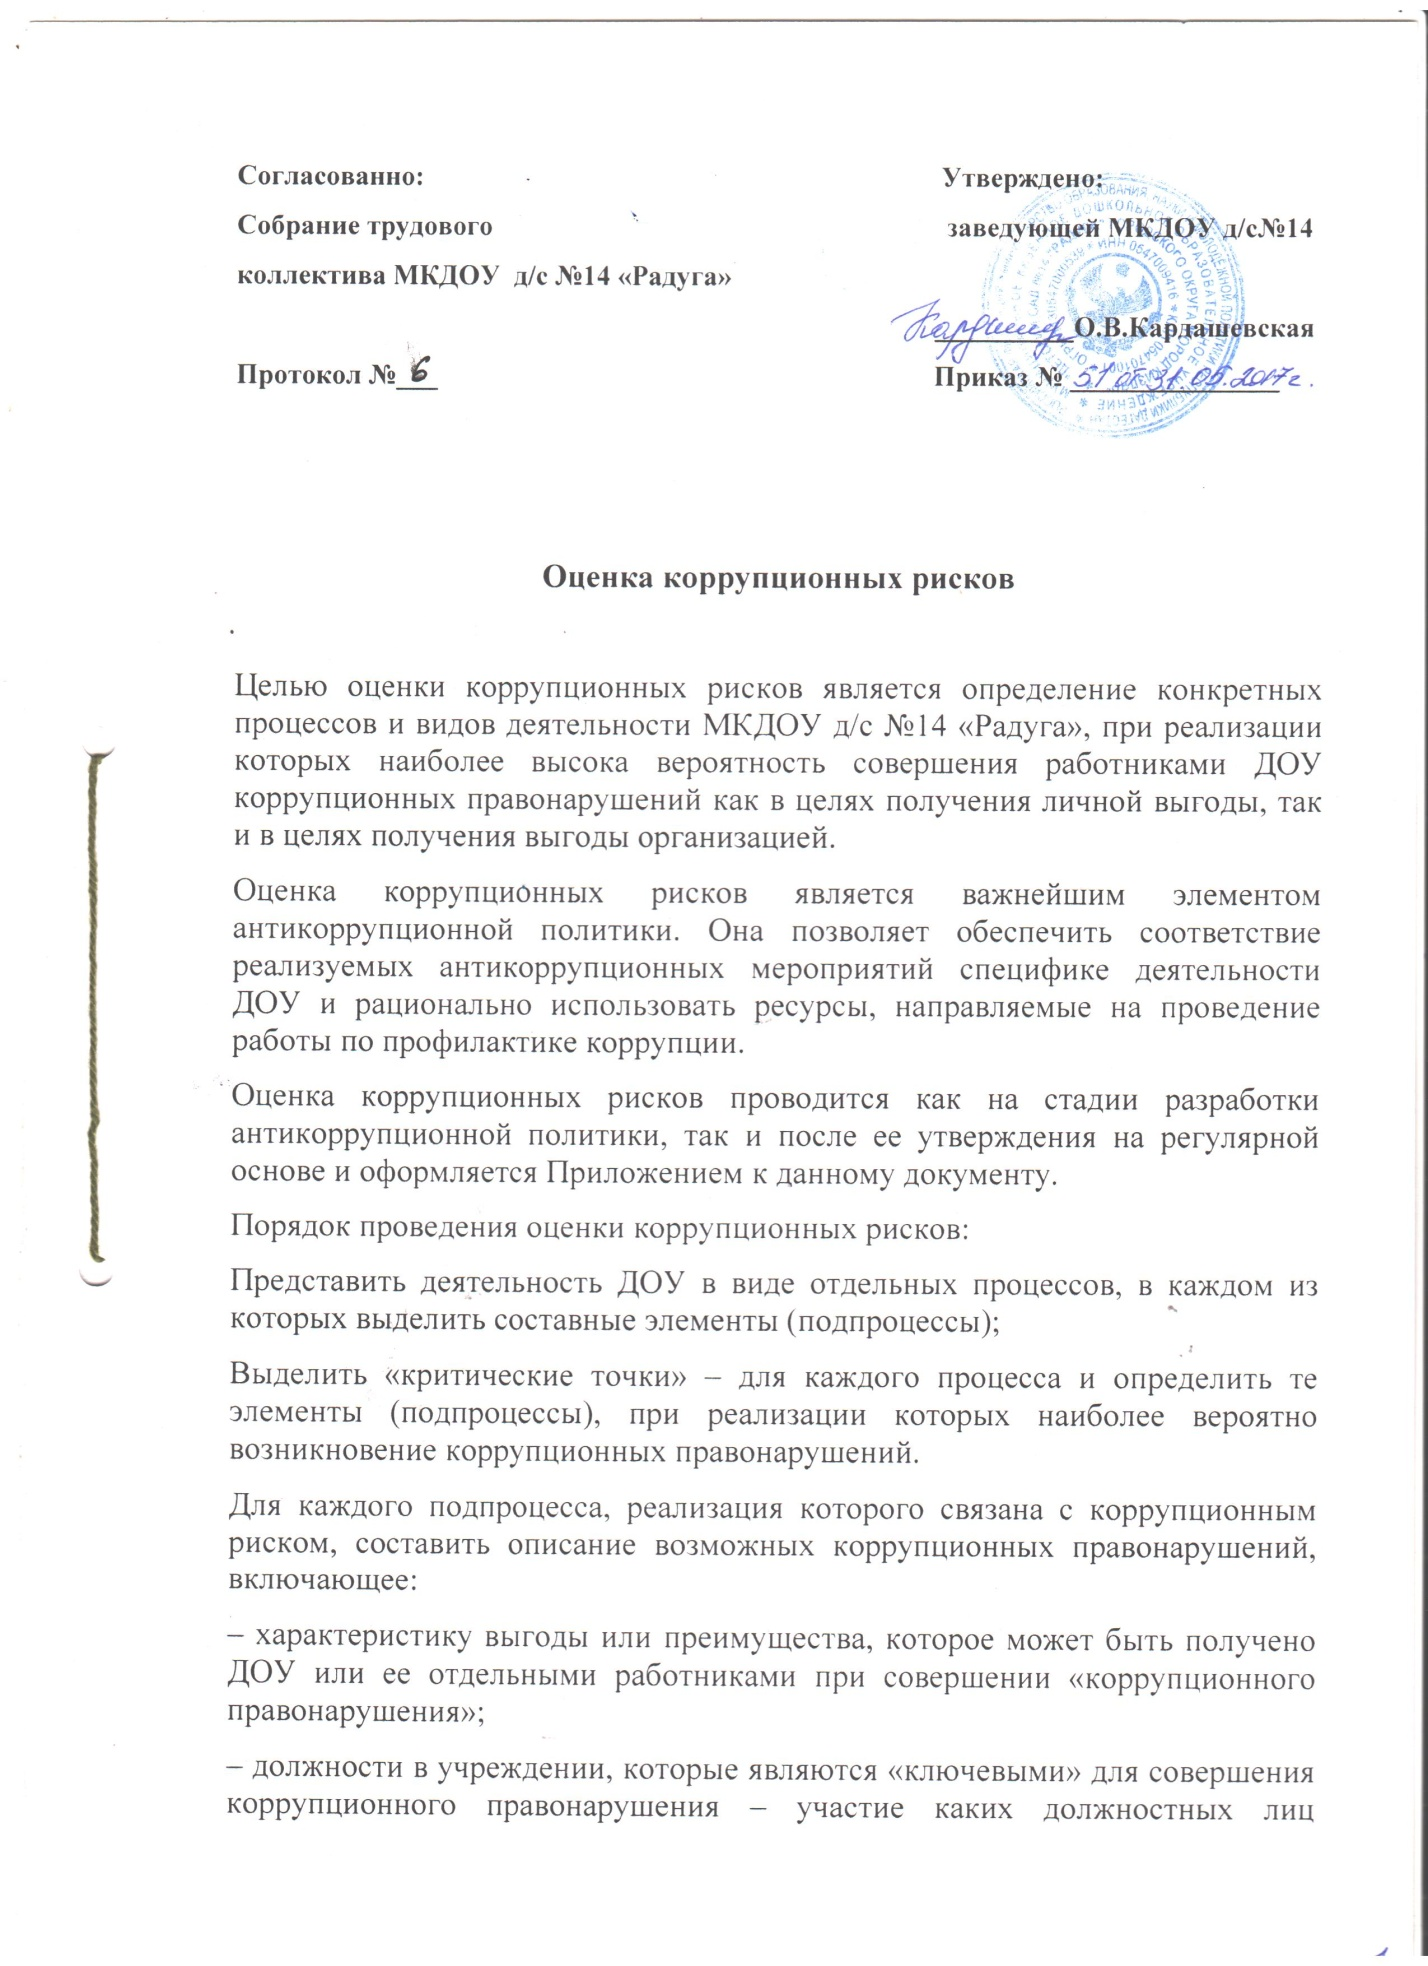 Согласованно:
Утверждено:
Собрание трудового
заведующей МКДОУ д/с№14
коллектива МКДОУ д/с №14 «Радуга»
О.В.Кардашевская
Протокол № 6
Приказ № 51 от 31.05.2017г.
Оценка коррупционных рисков
Целью оценки коррупционных рисков является определение конкретных
процессов и видов деятельности МКДОУ д/с №14 «Радуга», при реализации
которых наиболее высока вероятность совершения работниками ДОУ
коррупционных правонарушений как в целях получения личной выгоды, так
и в целях получения выгоды организацией.
Оценка коррупционных рисков является важнейшим элементом
антикоррупционной политики. Она позволяет обеспечить соответствие
реализуемых антикоррупционных мероприятий специфике деятельности
ДОУ и рационально использовать ресурсы, направляемые на проведение
работы по профилактике коррупции.
Оценка коррупционных рисков проводится как на стадии разработки
антикоррупционной политики, так и после ее утверждения на регулярной
основе и оформляется Приложением к данному документу.
Порядок проведения оценки коррупционных рисков:
Представить деятельность ДОУ в виде отдельных процессов, в каждом из
которых выделить составные элементы (подпроцессы);
Выделить «критические точки» – для каждого процесса и определить те
элементы (подпроцессы), при реализации которых наиболее вероятно
возникновение коррупционных правонарушений.
Для каждого подпроцесса, реализация которого связана с коррупционным
риском, составить описание возможных коррупционных правонарушений,
включающее:
– характеристику выгоды или преимущества, которое может быть получено
ДОУ или ее отдельными работниками при совершении «коррупционного
правонарушения»;
– должности в учреждении, которые являются «ключевыми» для совершения
коррупционного правонарушения – участие каких должностных лиц